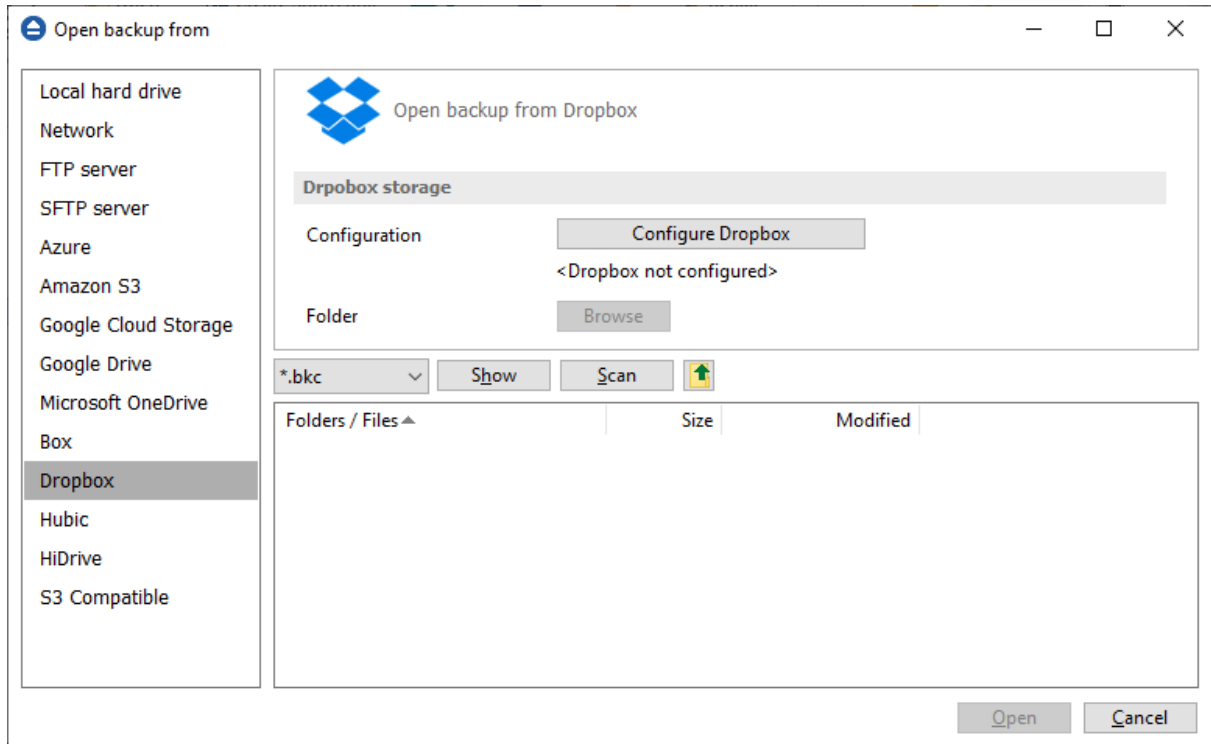 Open backup from
Local hard drive
Network
FTP server
SFTP server
Azure
Amazon S3
Google Cloud Storage
Google Drive
Microsoft OneDrive
Box
Dropbox
Hubic
HiDrive
S3 Compatible
Open backup from Dropbox
Drpobox storage
Configuration Configure Dropbox
<Dropbox not configured>
Folder Browse
*.bkc Show Scan
Folders / Files Size Modified
Open Cancel